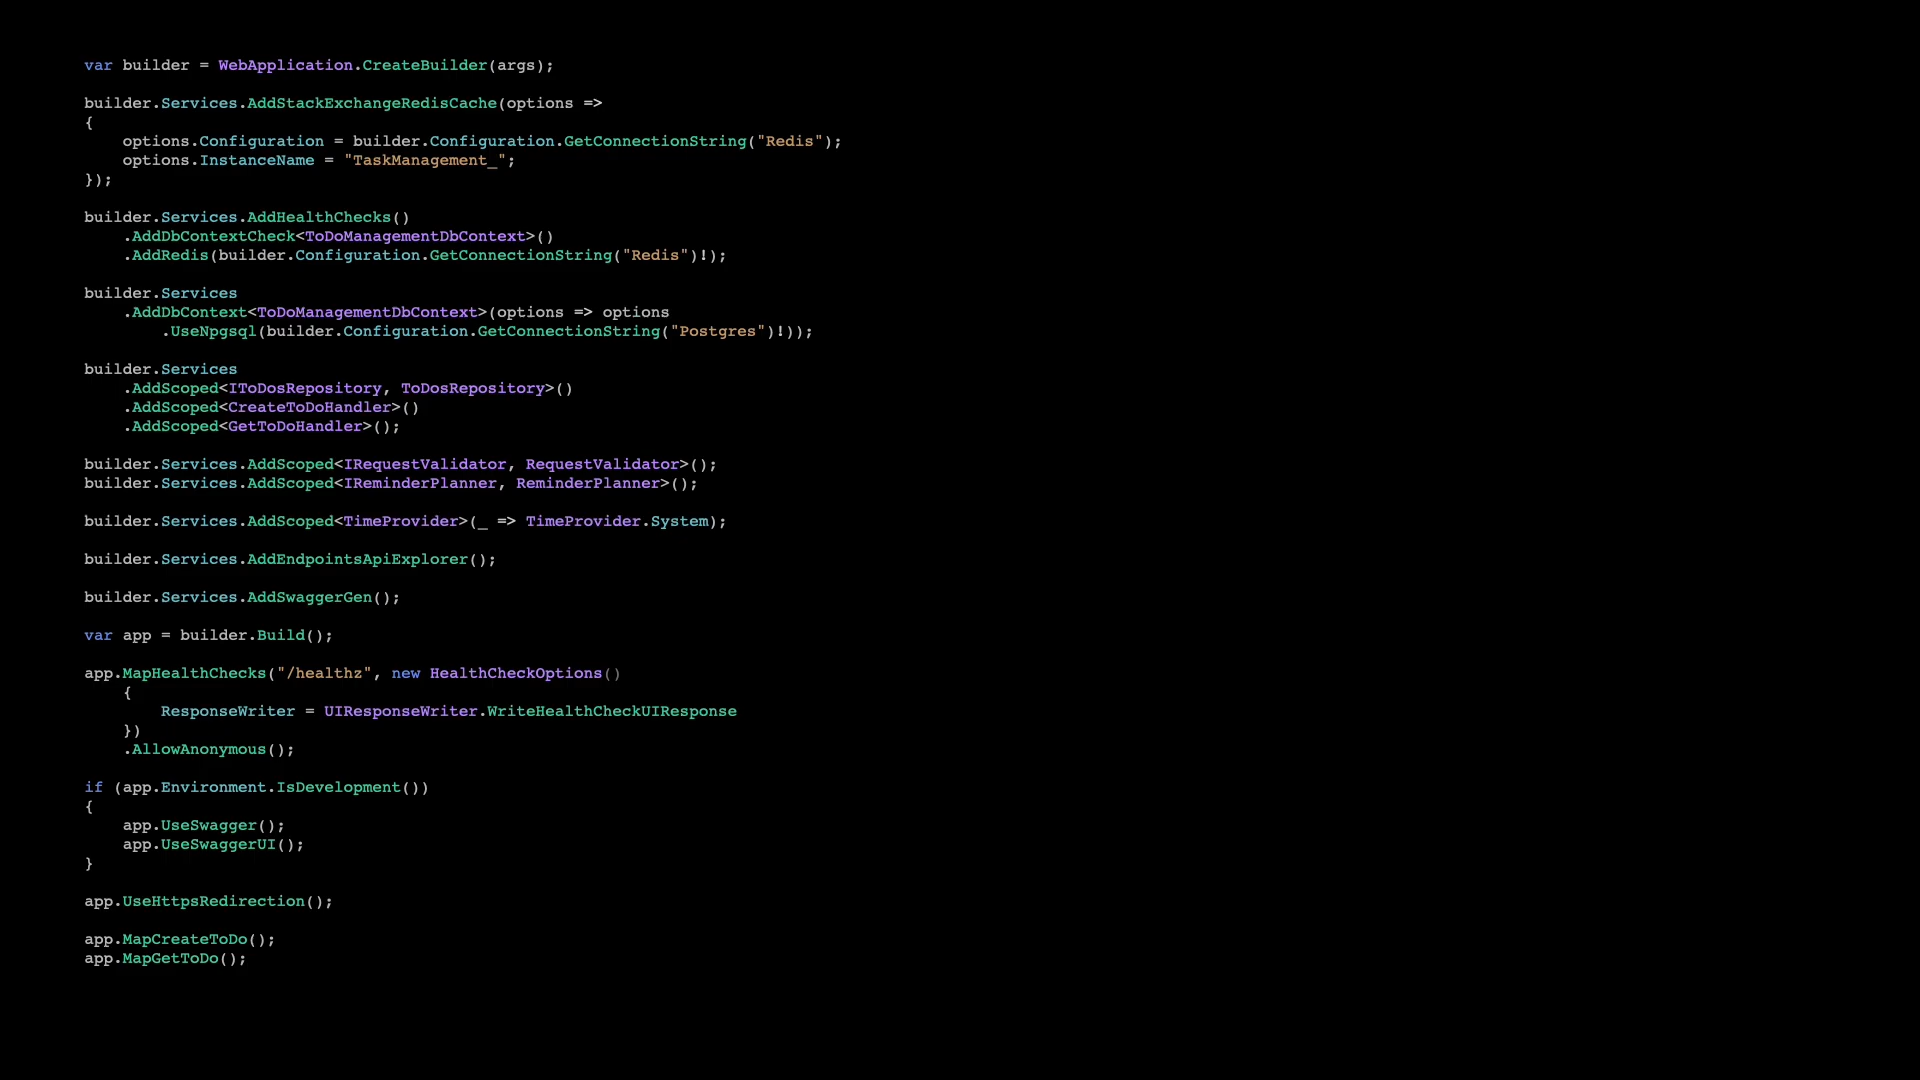 var builder = WebApplication.CreateBuilder(args);
builder.Services.AddStackExchangeRedisCache(options =>
{
    options.Configuration = builder.Configuration.GetConnectionString("Redis");
    options.InstanceName = "TaskManagement_";
});
builder.Services.AddHealthChecks()
    .AddDbContextCheck<ToDoManagementDbContext>()
    .AddRedis(builder.Configuration.GetConnectionString("Redis")!);
builder.Services
    .AddDbContext<ToDoManagementDbContext>(options => options
        .UseNpgsql(builder.Configuration.GetConnectionString("Postgres")!));
builder.Services
    .AddScoped<IToDosRepository, ToDosRepository>()
    .AddScoped<CreateToDoHandler>()
    .AddScoped<GetToDoHandler>();
builder.Services.AddScoped<IRequestValidator, RequestValidator>();
builder.Services.AddScoped<IReminderPlanner, ReminderPlanner>();
builder.Services.AddScoped<TimeProvider>(_ => TimeProvider.System);
builder.Services.AddEndpointsApiExplorer();
builder.Services.AddSwaggerGen();
var app = builder.Build();
app.MapHealthChecks("/healthz", new HealthCheckOptions()
    {
        ResponseWriter = UIResponseWriter.WriteHealthCheckUIResponse
    })
    .AllowAnonymous();
if (app.Environment.IsDevelopment())
{
    app.UseSwagger();
    app.UseSwaggerUI();
}
app.UseHttpsRedirection();
app.MapCreateToDo();
app.MapGetToDo();